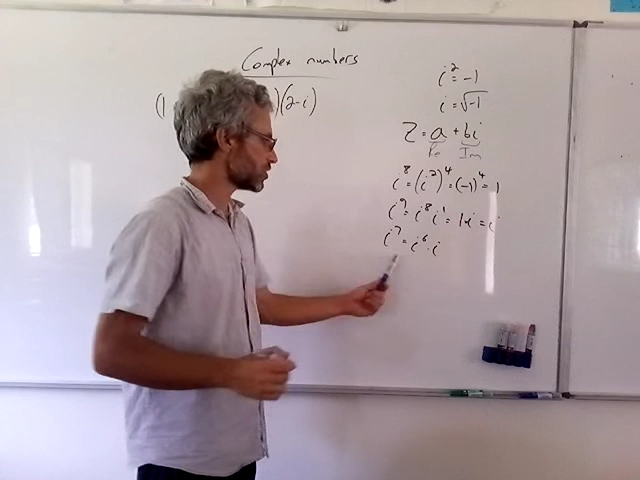 Complex numbers
(1 )(2-i)
i² = -1
i = √-1
Z = a + bi
Re Im
i⁸ = (i²)⁴ = (-1)⁴ = 1
i⁹ = i⁸ i¹ = 1·i = i
i⁷ = i⁶ · i